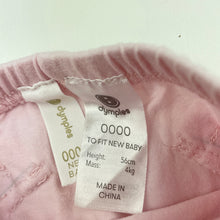 dymples
0000
TO FIT NEW BABY
Height: 56cm
Mass: 4kg
MADE IN
CHINA
dymples
000
NEW
BA